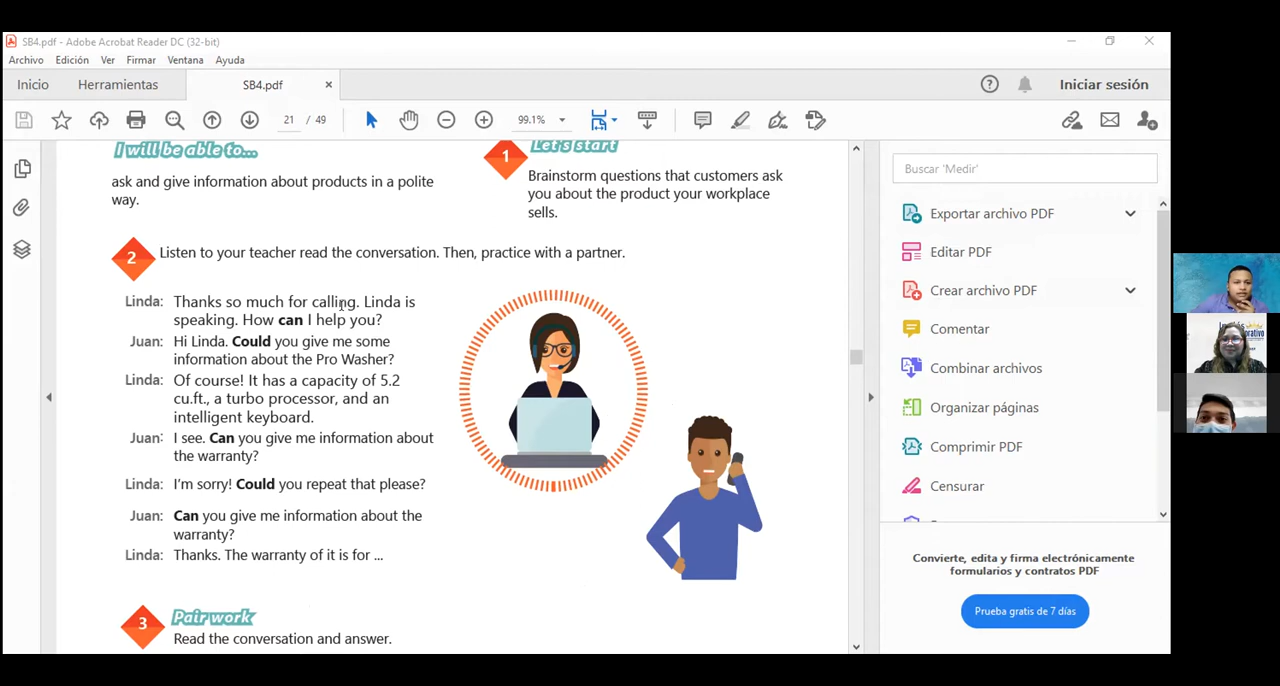 SB4.pdf - Adobe Acrobat Reader DC (32-bit)
Archivo Edición Ver Firmar Ventana Ayuda
Inicio Herramientas SB4.pdf × Iniciar sesión
21 / 49 99.1%
I will be able to...
ask and give information about products in a polite
way.
1 Let's start
Brainstorm questions that customers ask
you about the product your workplace
sells.
2 Listen to your teacher read the conversation. Then, practice with a partner.
Linda: Thanks so much for calling. Linda is
speaking. How can I help you?
Juan: Hi Linda. Could you give me some
information about the Pro Washer?
Linda: Of course! It has a capacity of 5.2
cu.ft., a turbo processor, and an
intelligent keyboard.
Juan: I see. Can you give me information about
the warranty?
Linda: I'm sorry! Could you repeat that please?
Juan: Can you give me information about the
warranty?
Linda: Thanks. The warranty of it is for ...
3 Pair work
Read the conversation and answer.
Buscar 'Medir'
Exportar archivo PDF
Editar PDF
Crear archivo PDF
Comentar
Combinar archivos
Organizar páginas
Comprimir PDF
Censurar
Convierte, edita y firma electrónicamente
formularios y contratos PDF
Prueba gratis de 7 días